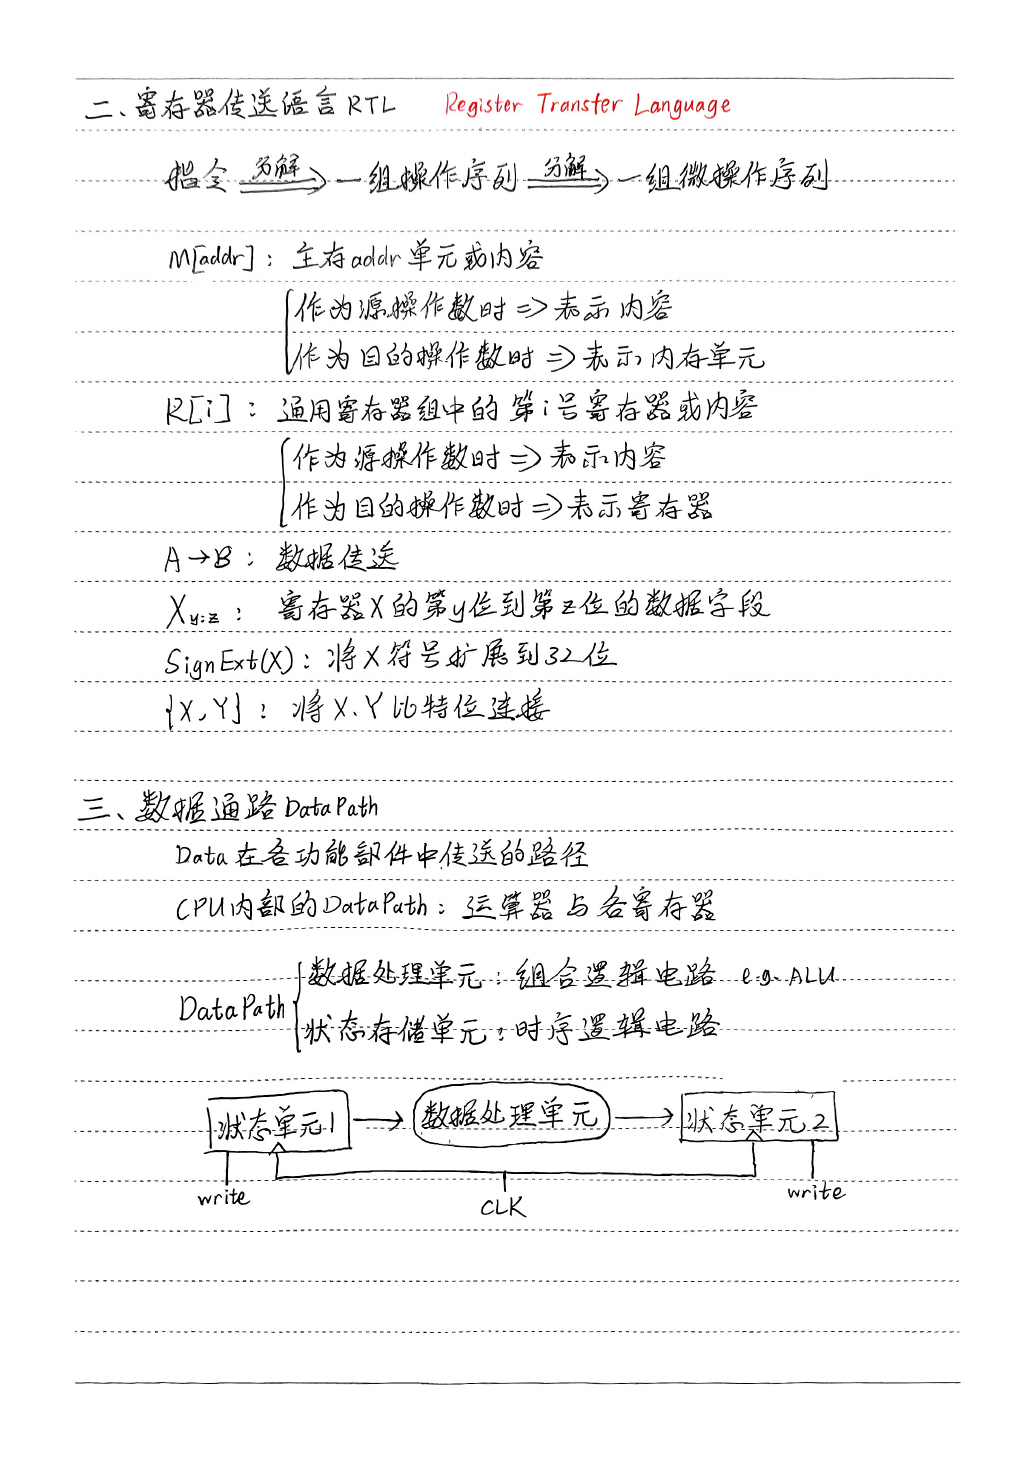 二、寄存器传送语言RTL Register Transfer Language
指令 分解⇒ 一组操作序列 分解⇒ 一组微操作序列
M[addr]：主存addr单元或内容
作为源操作数时⇒表示内容
作为目的操作数时⇒表示内存单元
R[i]：通用寄存器组中的第i号寄存器或内容
作为源操作数时⇒表示内容
作为目的操作数时⇒表示寄存器
A→B：数据传送
Xy:z：寄存器X的第y位到第z位的数据字段
SignExt(X)：将X符号扩展到32位
{X,Y}：将X、Y比特位连接
三、数据通路DataPath
Data在各功能部件中传送的路径
CPU内部的DataPath：运算器与各寄存器
数据处理单元：组合逻辑电路 e.g. ALU
DataPath
状态存储单元：时序逻辑电路
状态单元1 → 数据处理单元 → 状态单元2
write CLK write